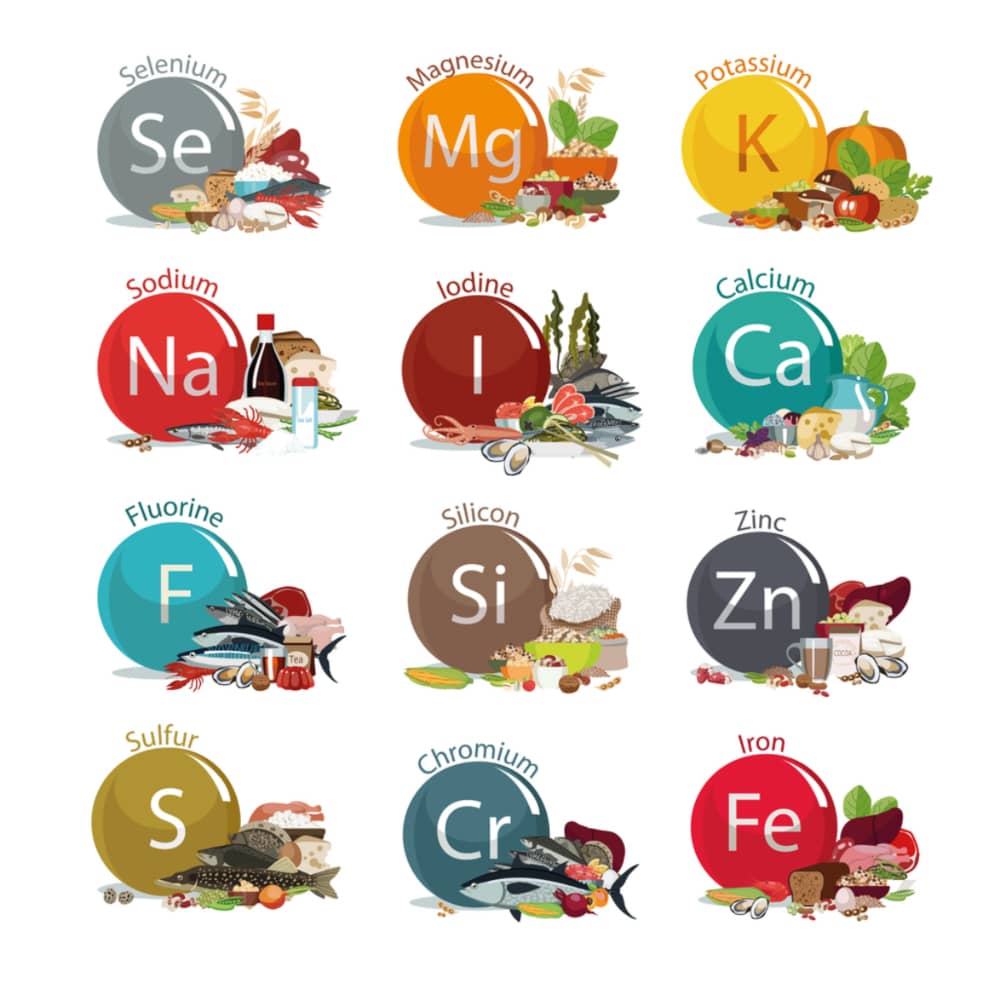 Selenium
Se
Magnesium
Mg
Potassium
K
Sodium
Na
Iodine
I
Calcium
Ca
Fluorine
F
Tea
Silicon
Si
Zinc
Zn
COCOA
Sulfur
S
Chromium
Cr
Iron
Fe